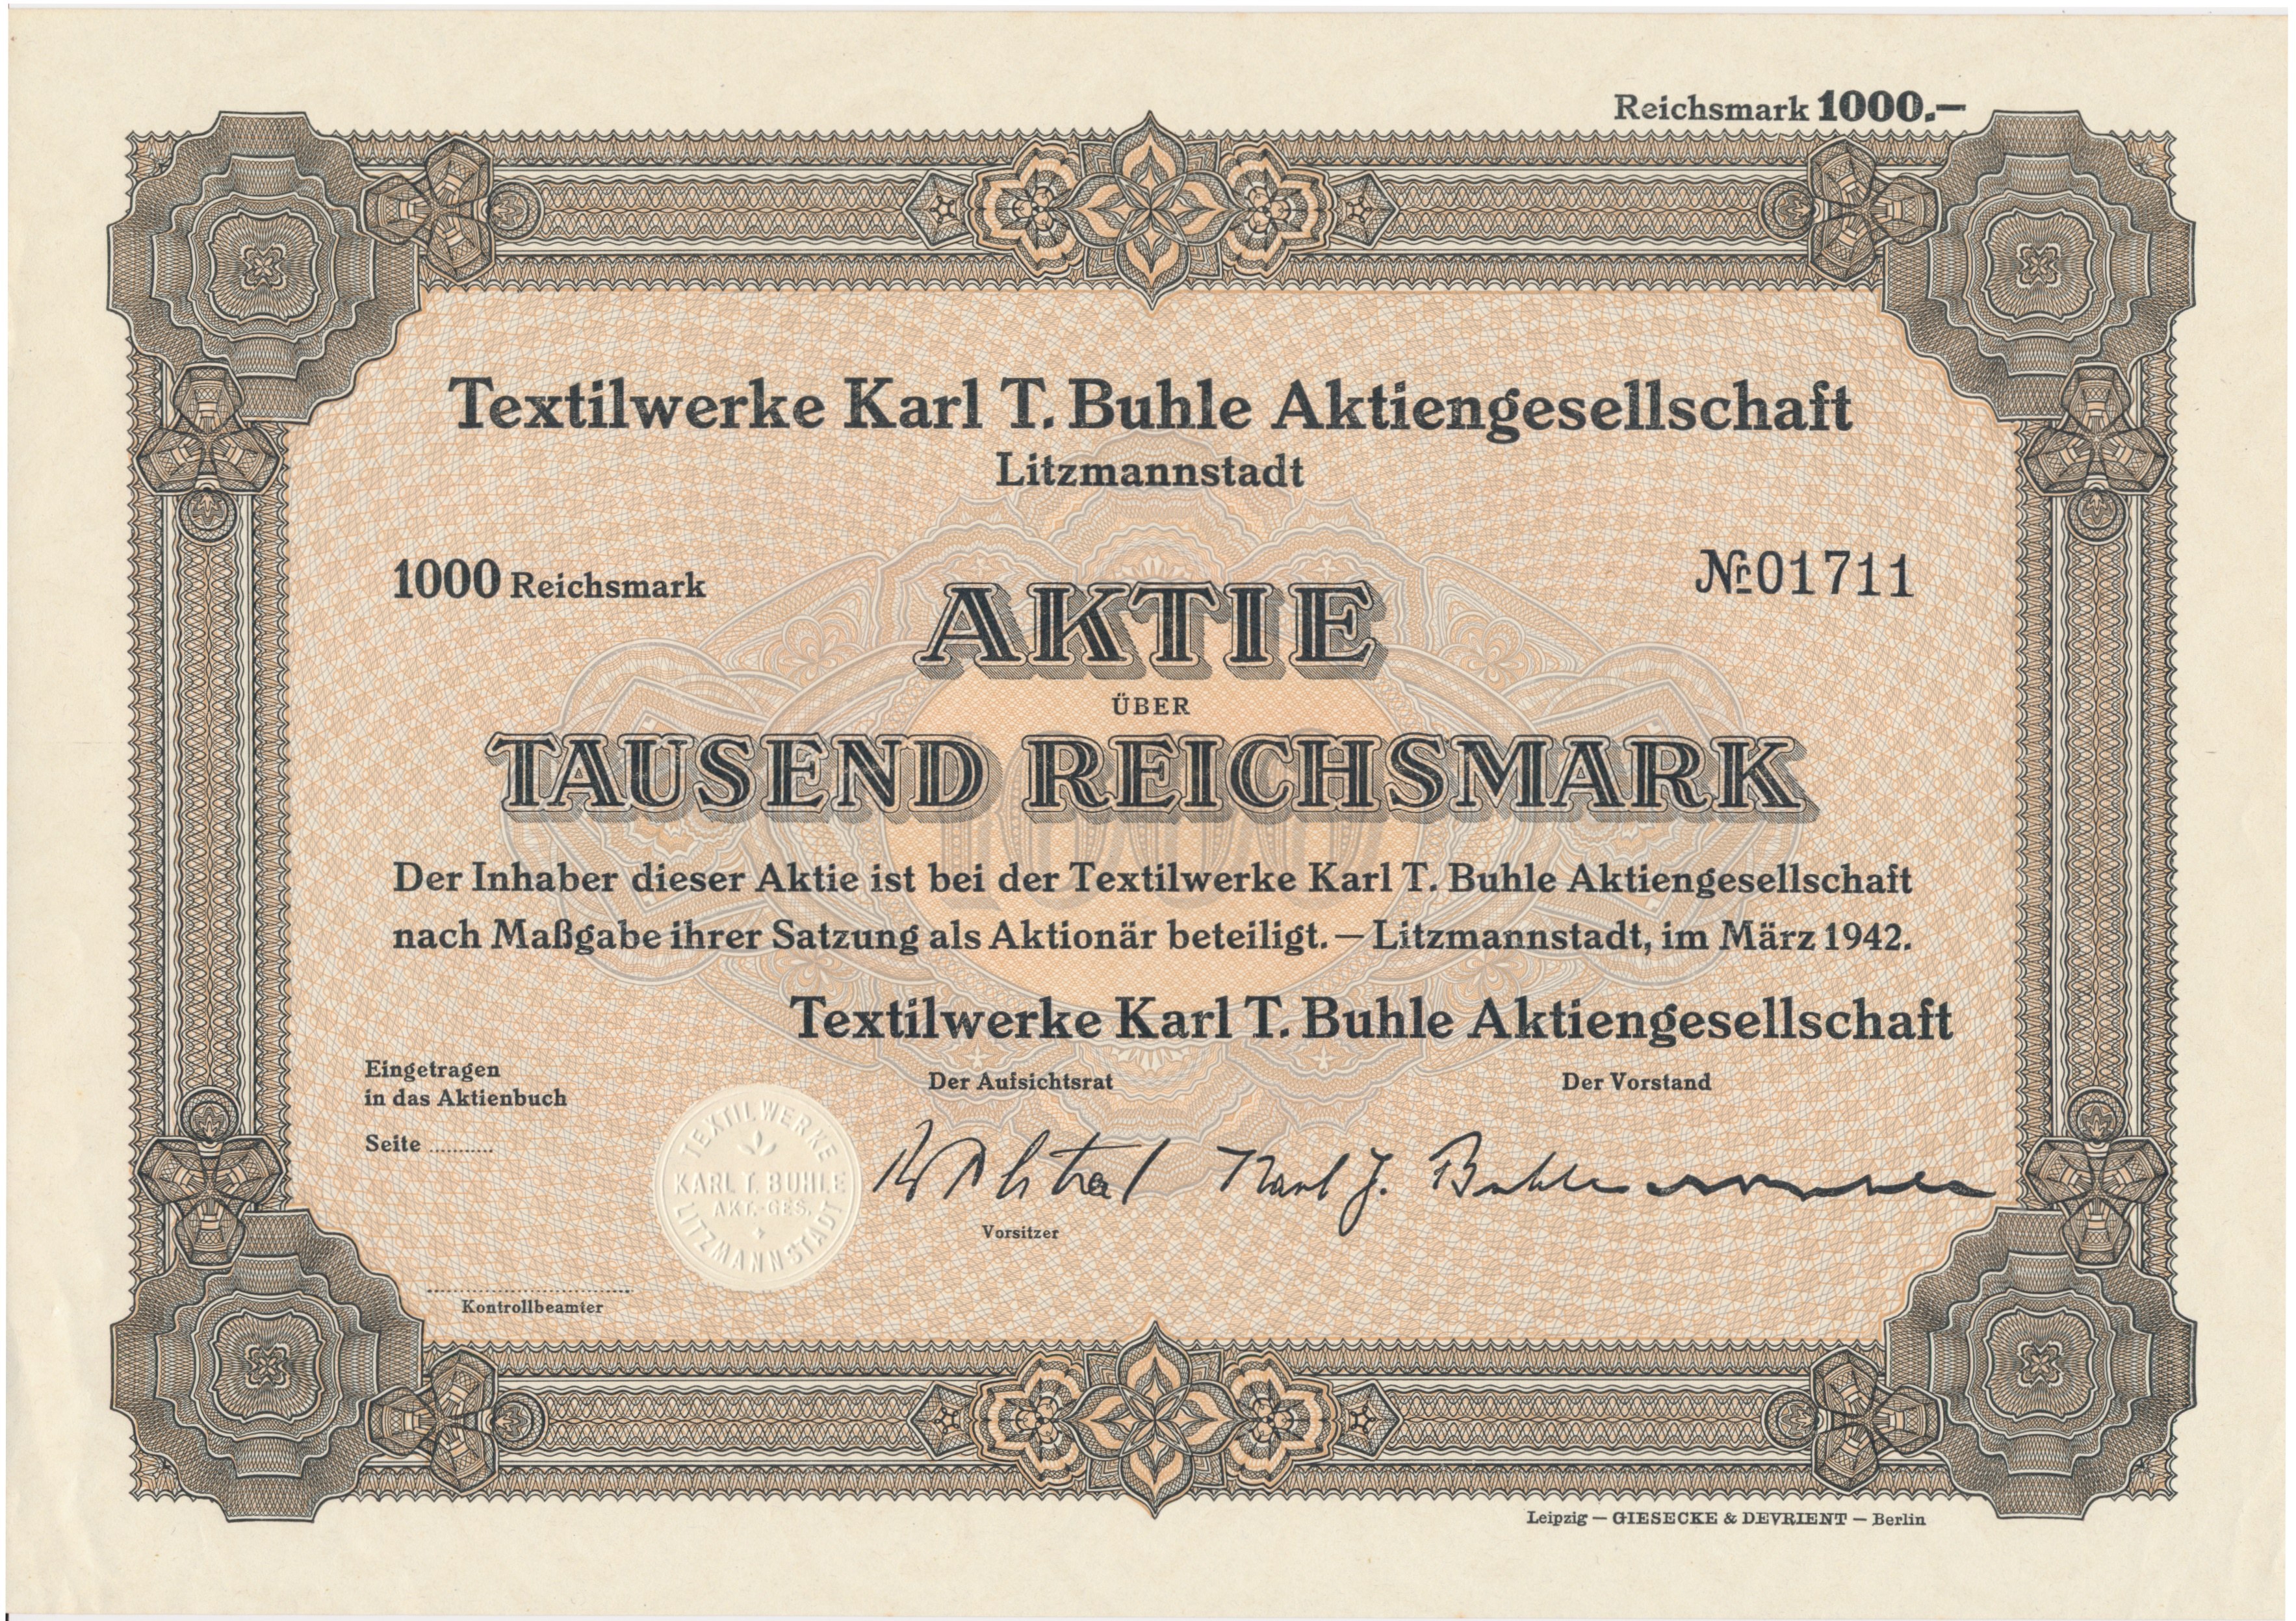 Reichsmark 1000.—
Textilwerke Karl T. Buhle Aktiengesellschaft
Litzmannstadt
1000 Reichsmark
Nr 01711
AKTIE
ÜBER
TAUSEND REICHSMARK
1000
Der Inhaber dieser Aktie ist bei der Textilwerke Karl T. Buhle Aktiengesellschaft
nach Maßgabe ihrer Satzung als Aktionär beteiligt. — Litzmannstadt, im März 1942.
Textilwerke Karl T. Buhle Aktiengesellschaft
Eingetragen
in das Aktienbuch
Seite ...........
Der Aufsichtsrat
Der Vorstand
TEXTILWERKE
KARL T. BUHLE
AKT.-GES.
LITZMANNSTADT
Karl J. Buhle
Vorsitzer
Kontrollbeamter
Leipzig — GIESECKE & DEVRIENT — Berlin